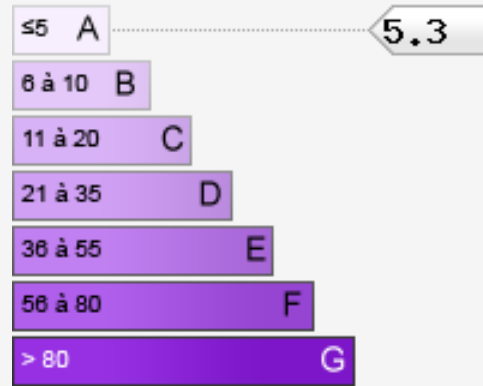 ≤5 A 5.3
6 à 10 B
11 à 20 C
21 à 35 D
36 à 55 E
56 à 80 F
> 80 G